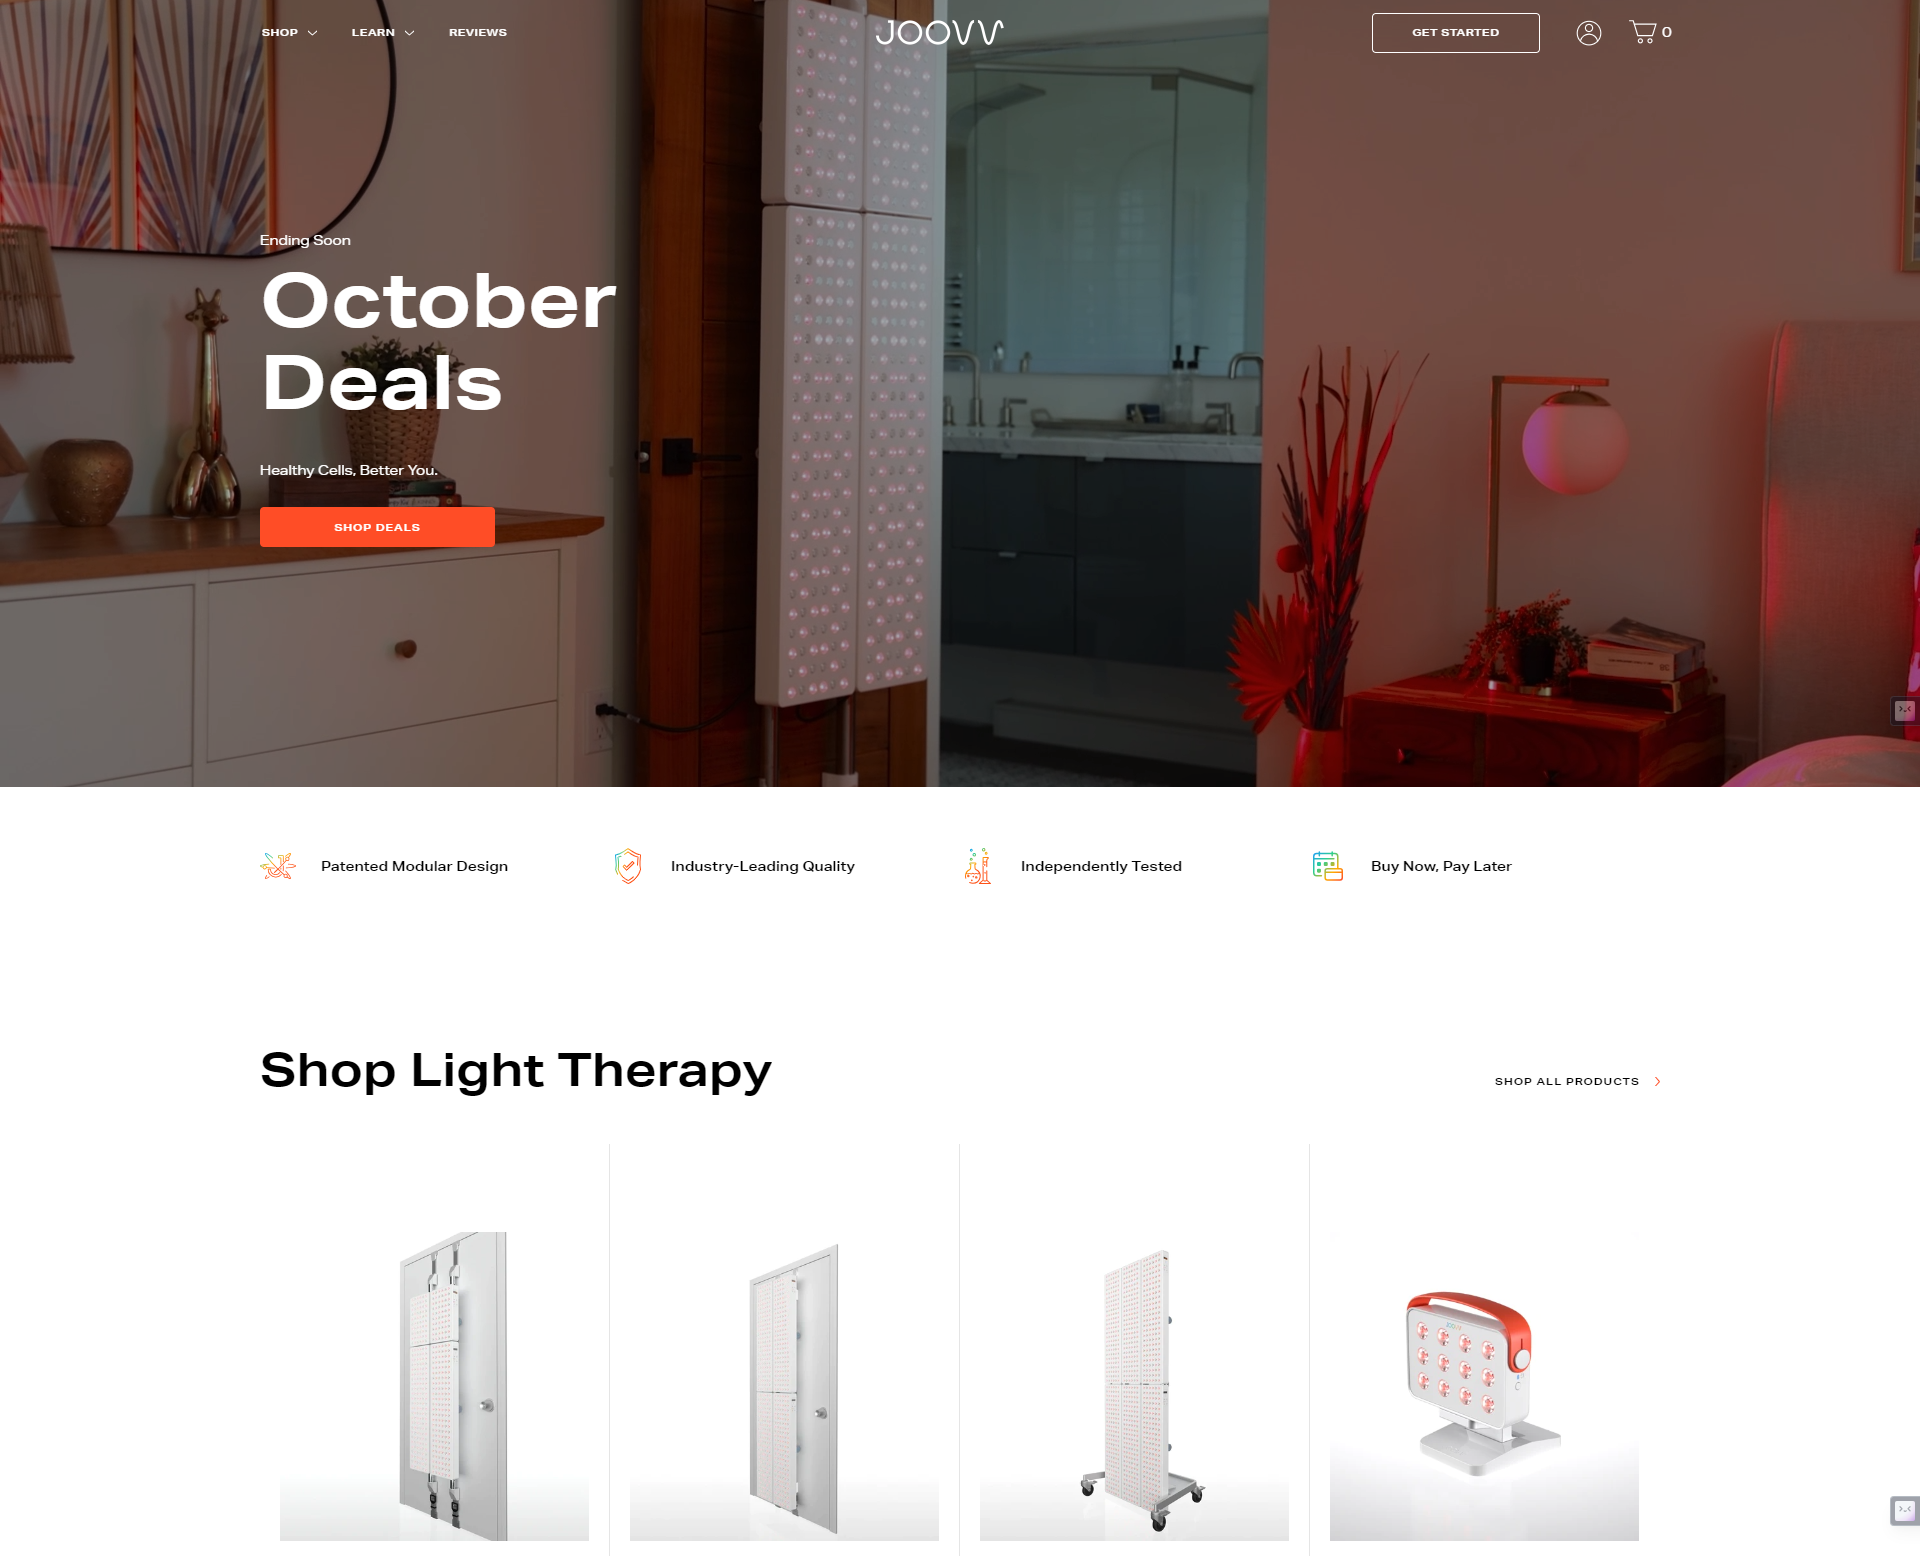 SHOP
LEARN
REVIEWS
JOOVV
GET STARTED
0
Ending Soon
October
Deals
Healthy Cells, Better You.
SHOP DEALS
Patented Modular Design
Industry-Leading Quality
Independently Tested
Buy Now, Pay Later
Shop Light Therapy
SHOP ALL PRODUCTS